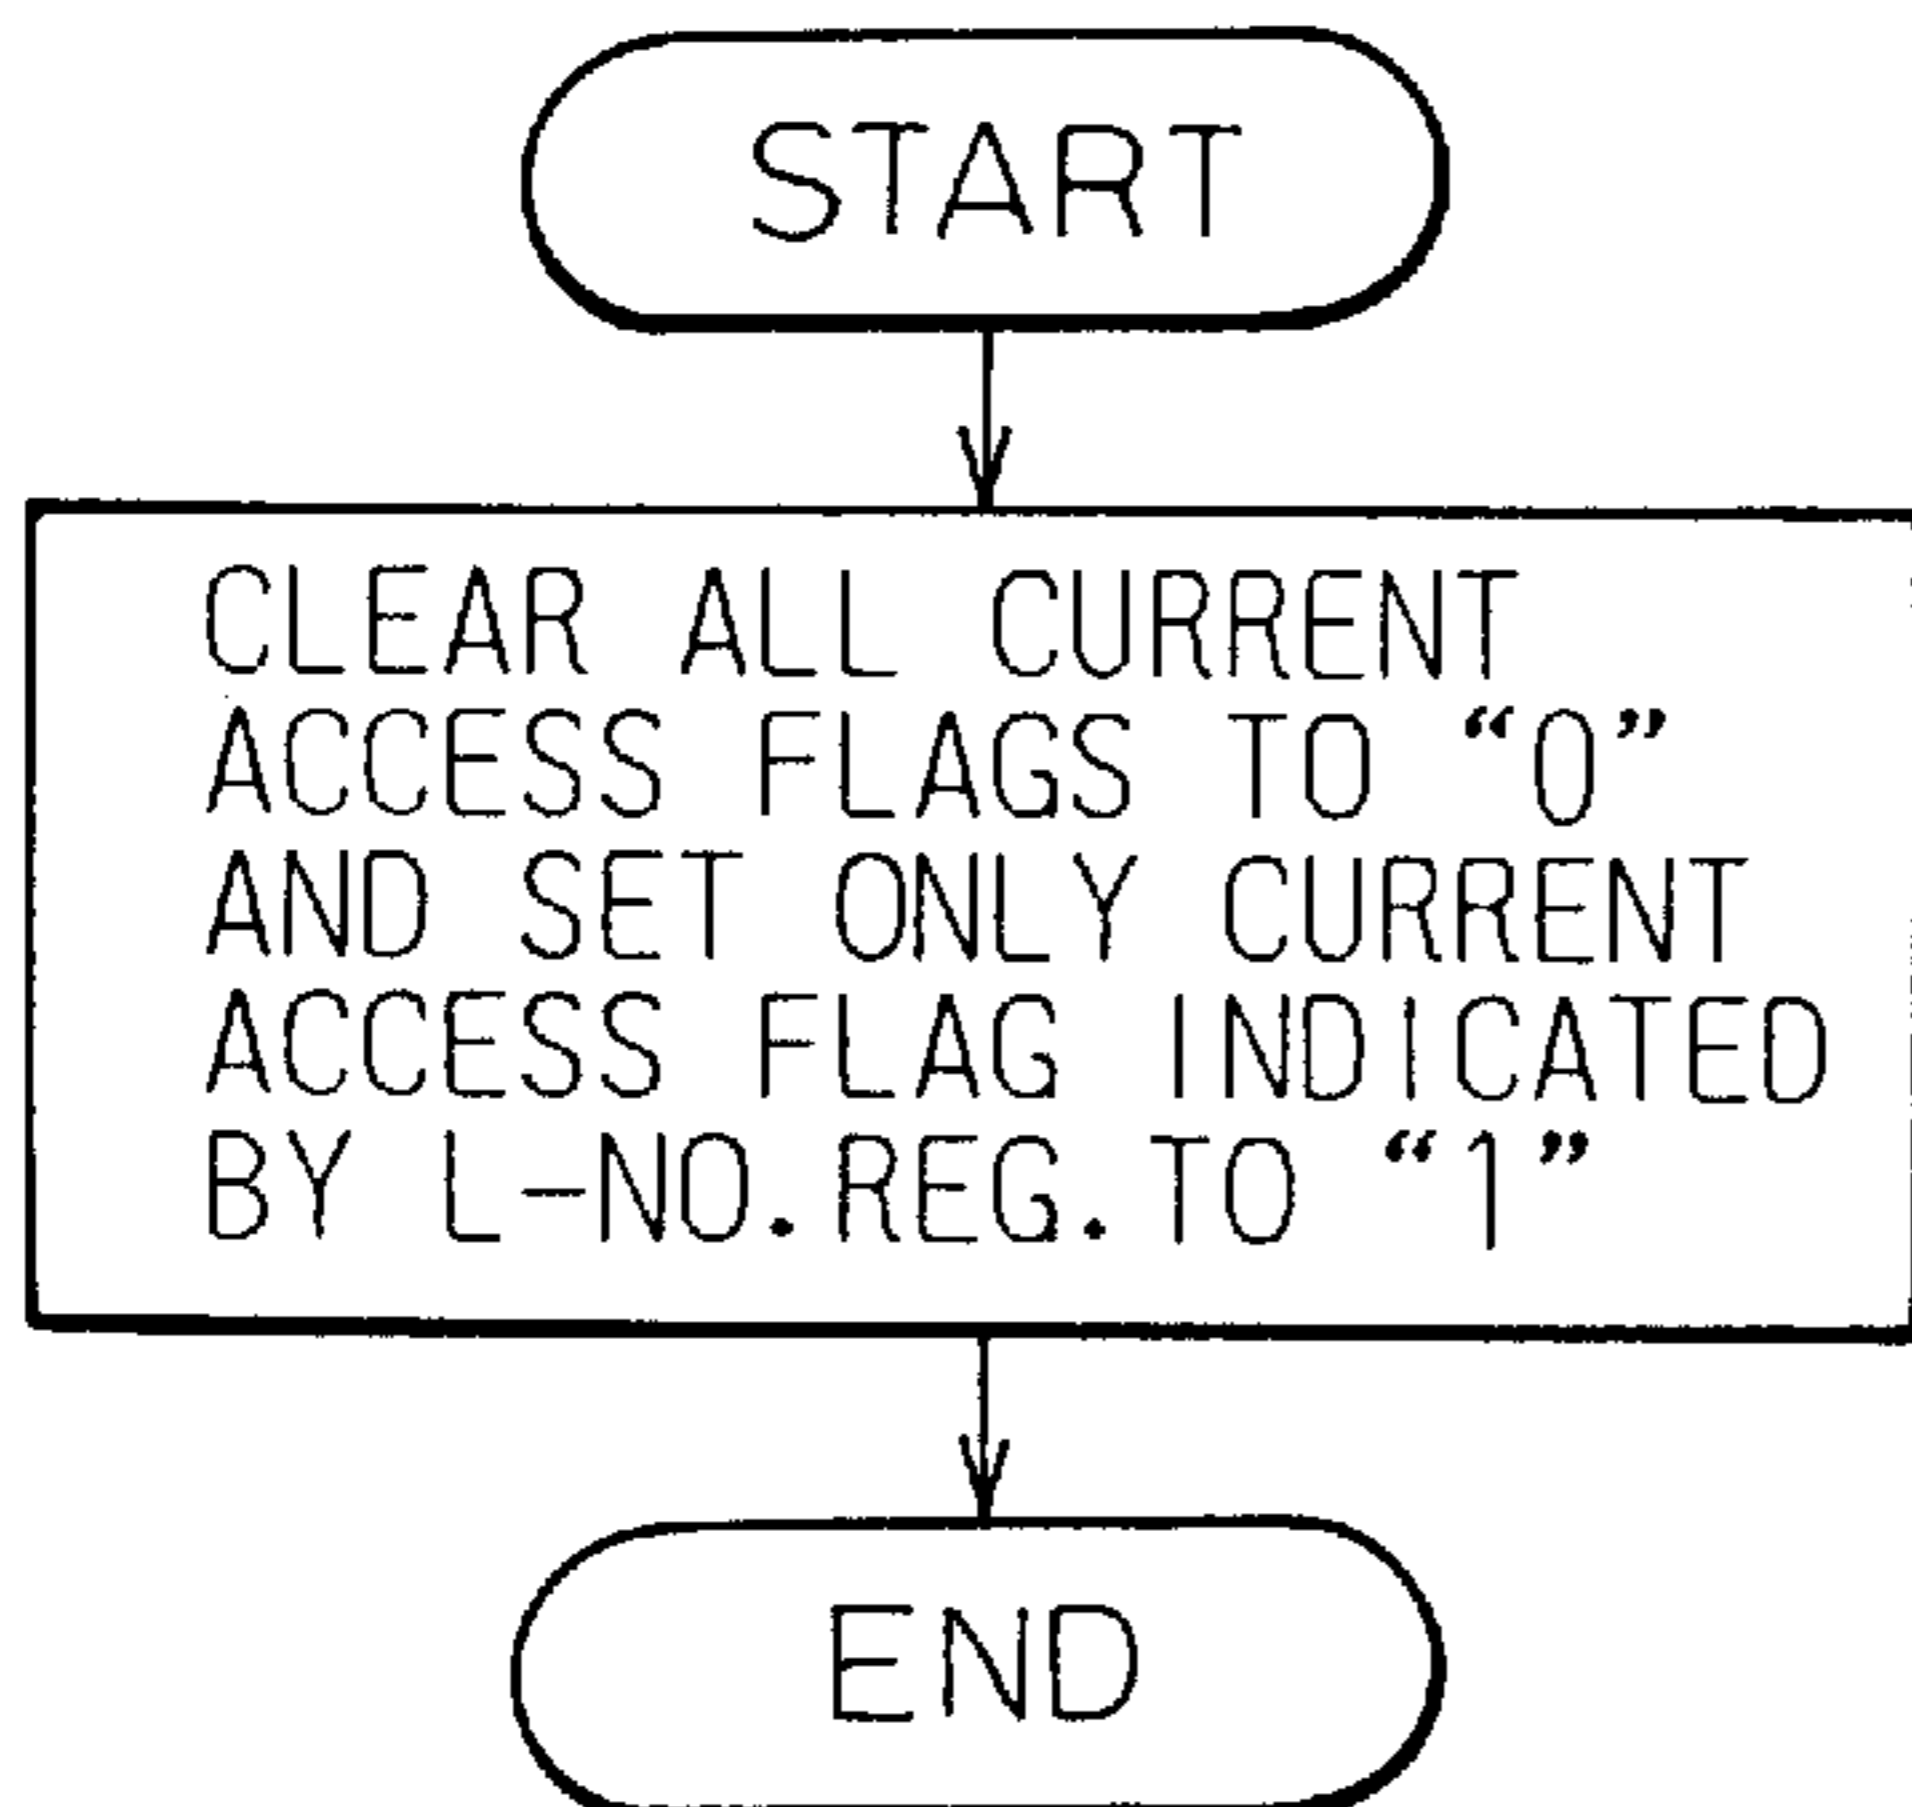 START
CLEAR ALL CURRENT
ACCESS FLAGS TO “0”
AND SET ONLY CURRENT
ACCESS FLAG INDICATED
BY L-NO.REG.TO “1”
END